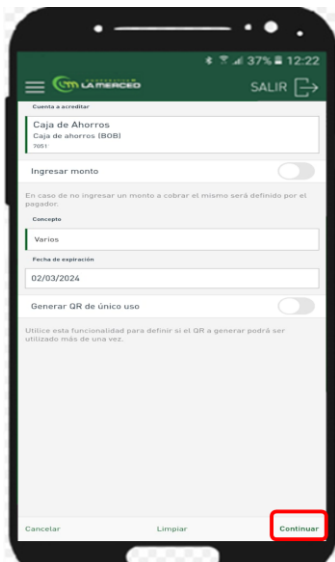 37% 12:22
COOPERATIVA
LA MERCED
SALIR
Cuenta a acreditar
Caja de Ahorros
Caja de ahorros (BOB)
7051
Ingresar monto
En caso de no ingresar un monto a cobrar el mismo será definido por el
pagador.
Concepto
Varios
Fecha de expiración
02/03/2024
Generar QR de único uso
Utilice esta funcionalidad para definir si el QR a generar podrá ser
utilizado más de una vez.
Cancelar Limpiar Continuar